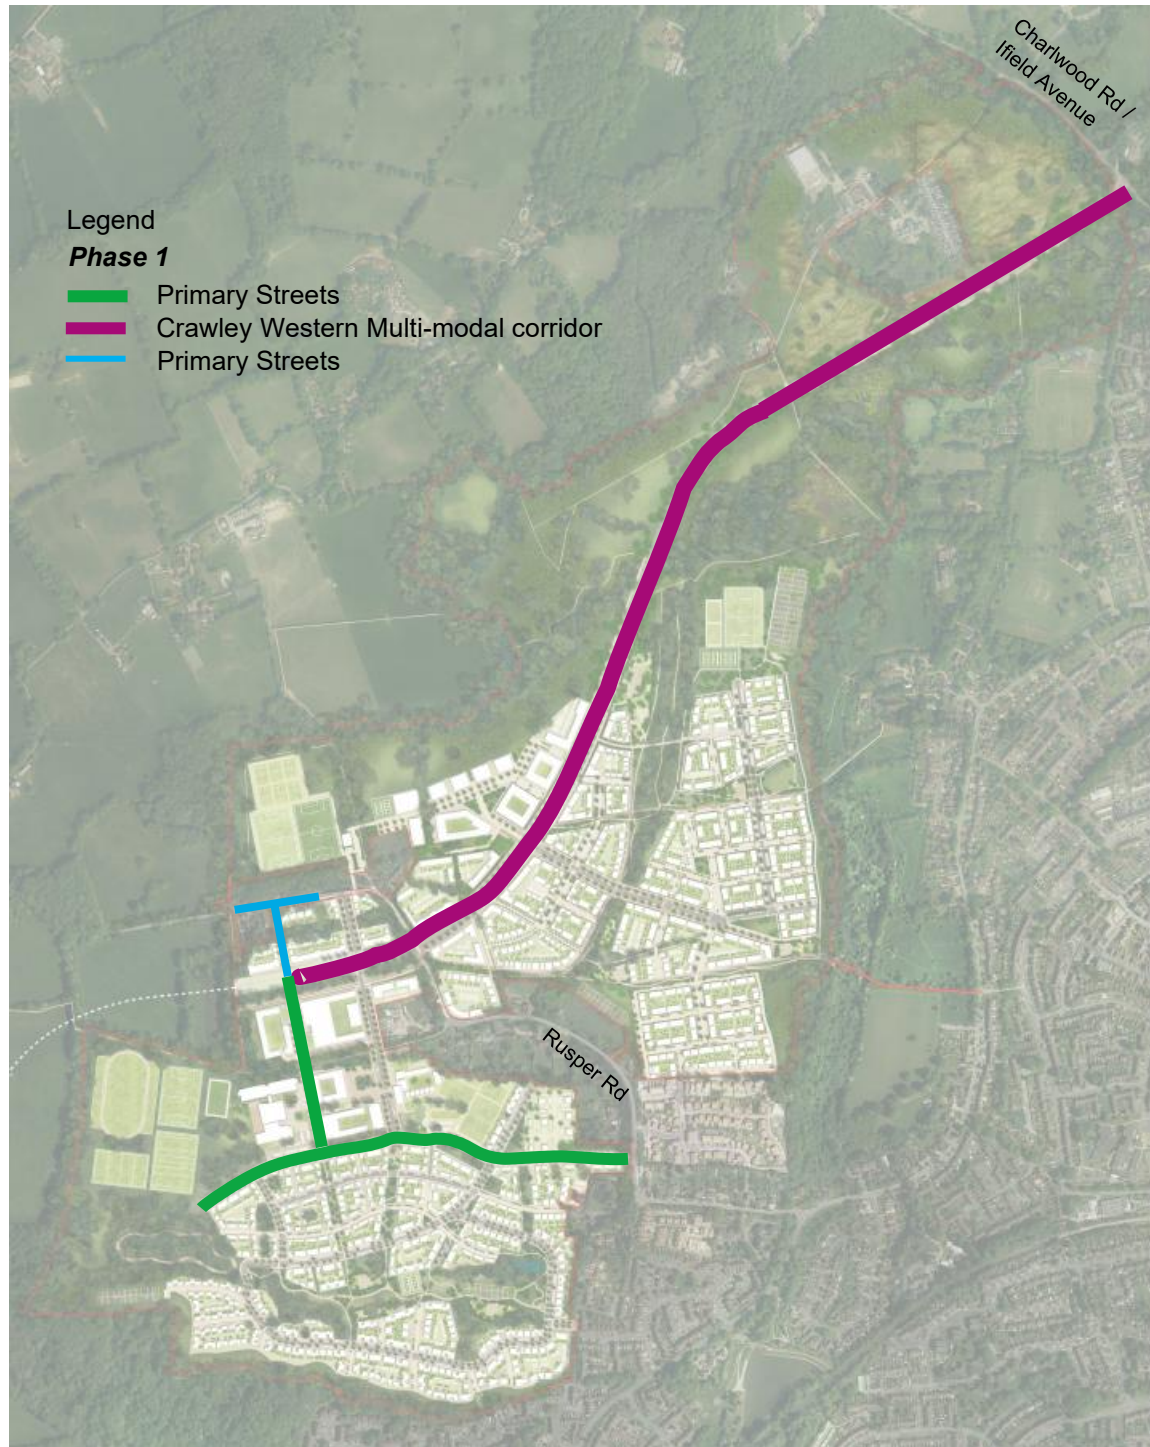 Charlwood Rd /
Ifield Avenue
Legend
Phase 1
Primary Streets
Crawley Western Multi-modal corridor
Primary Streets
Rusper Rd